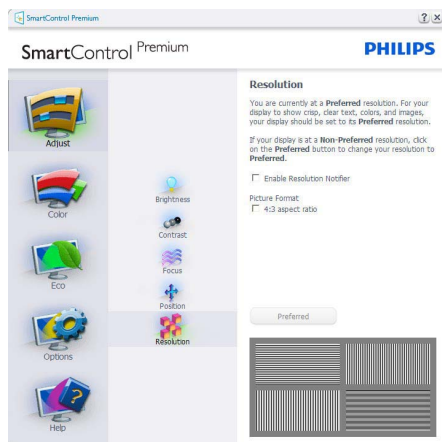 SmartControl Premium
SmartControl Premium
PHILIPS
Adjust
Color
Eco
Options
Help
Brightness
Contrast
Focus
Position
Resolution
Resolution
You are currently at a Preferred resolution. For your
display to show crisp, clear text, colors, and images,
your display should be set to its Preferred resolution.
If your display is at a Non-Preferred resolution, click
on the Preferred button to change your resolution to
Preferred.
Enable Resolution Notifier
Picture Format
4:3 aspect ratio
Preferred